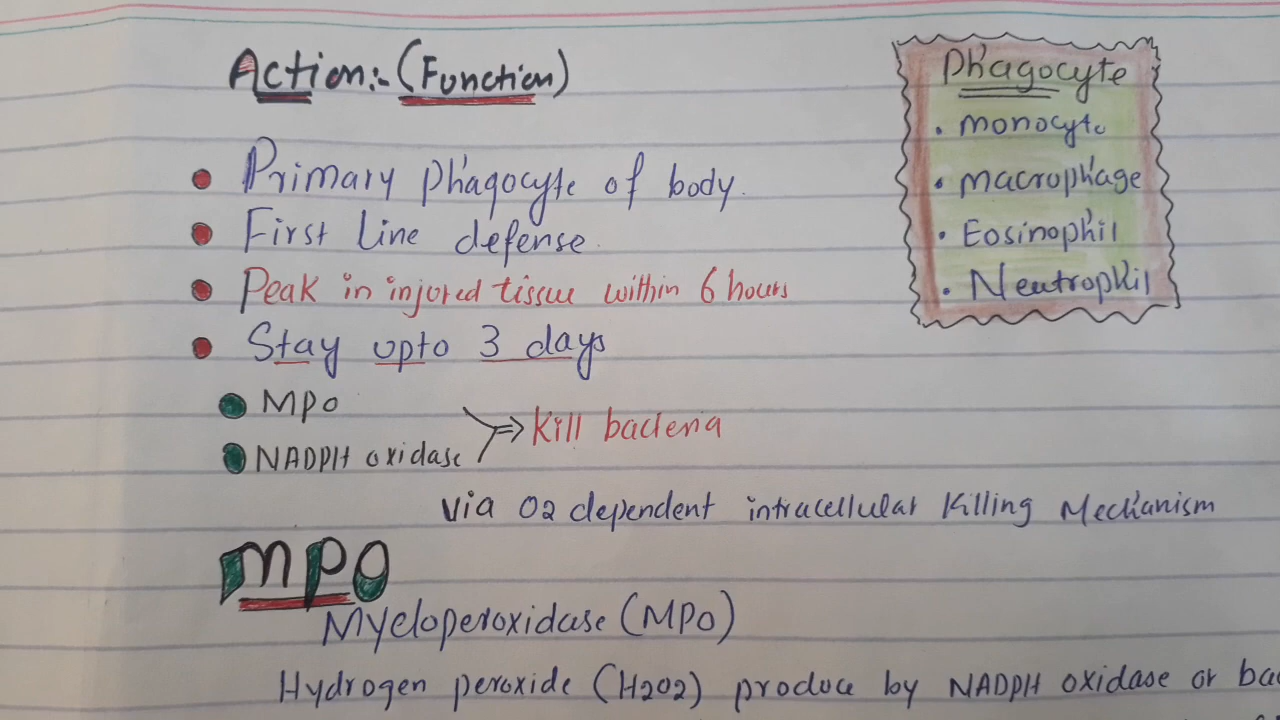 Action:- (Function)
• Primary Phagocyte of body.
• First line defense.
• Peak in injured tissue within 6 hours
• Stay upto 3 days
• MPO
• NADPH oxidase
⇒ Kill bacteria
via O2 dependent intracellular Killing Mechanism
MPO
Myeloperoxidase (MPO)
Hydrogen peroxide (H2O2) produce by NADPH oxidase or
Phagocyte
• monocyte
• macrophage
• Eosinophil
• Neutrophil